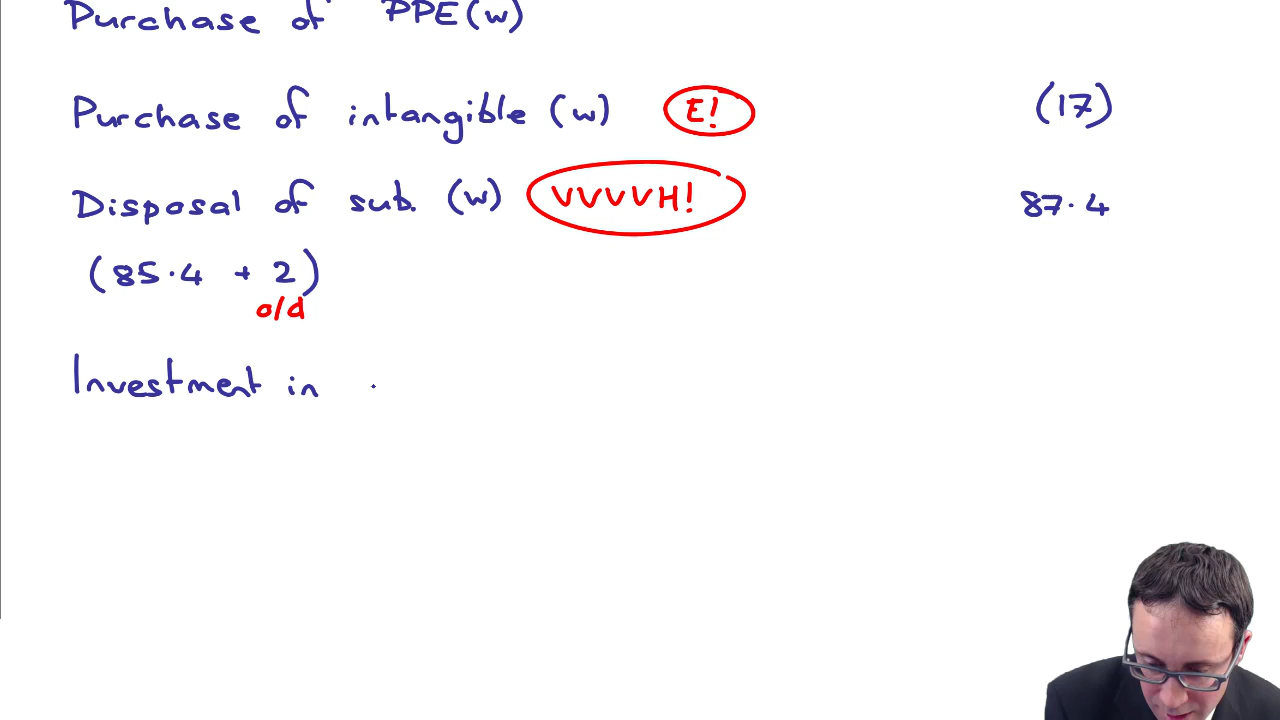 Purchase of PPE (w)
Purchase of intangible (w) E! (17)
Disposal of sub. (w) VVVVH! 87.4
(85.4 + 2)
o/d
Investment in